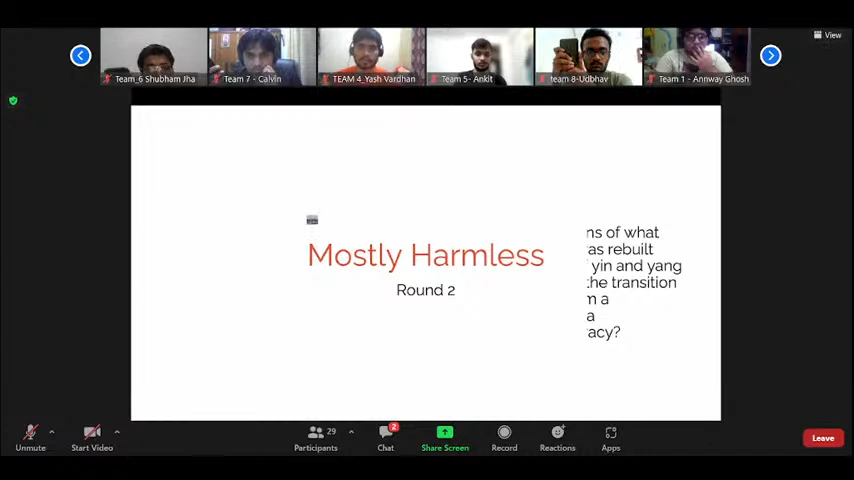 View
Team_6 Shubham Jha
Team 7 - Calvin
TEAM 4_Yash Vardhan
Team 5- Ankit
team 8-Udbhav
Team 1 - Annway Ghosh
Mostly Harmless
Round 2
ns of what
as rebuilt
yin and yang
the transition
m a
a
racy?
Unmute
Start Video
29
Participants
2
Chat
Share Screen
Record
Reactions
Apps
Leave